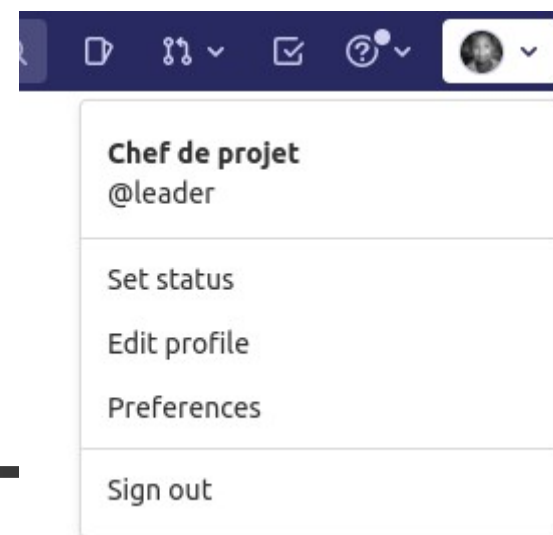 Chef de projet
@leader
Set status
Edit profile
Preferences
Sign out